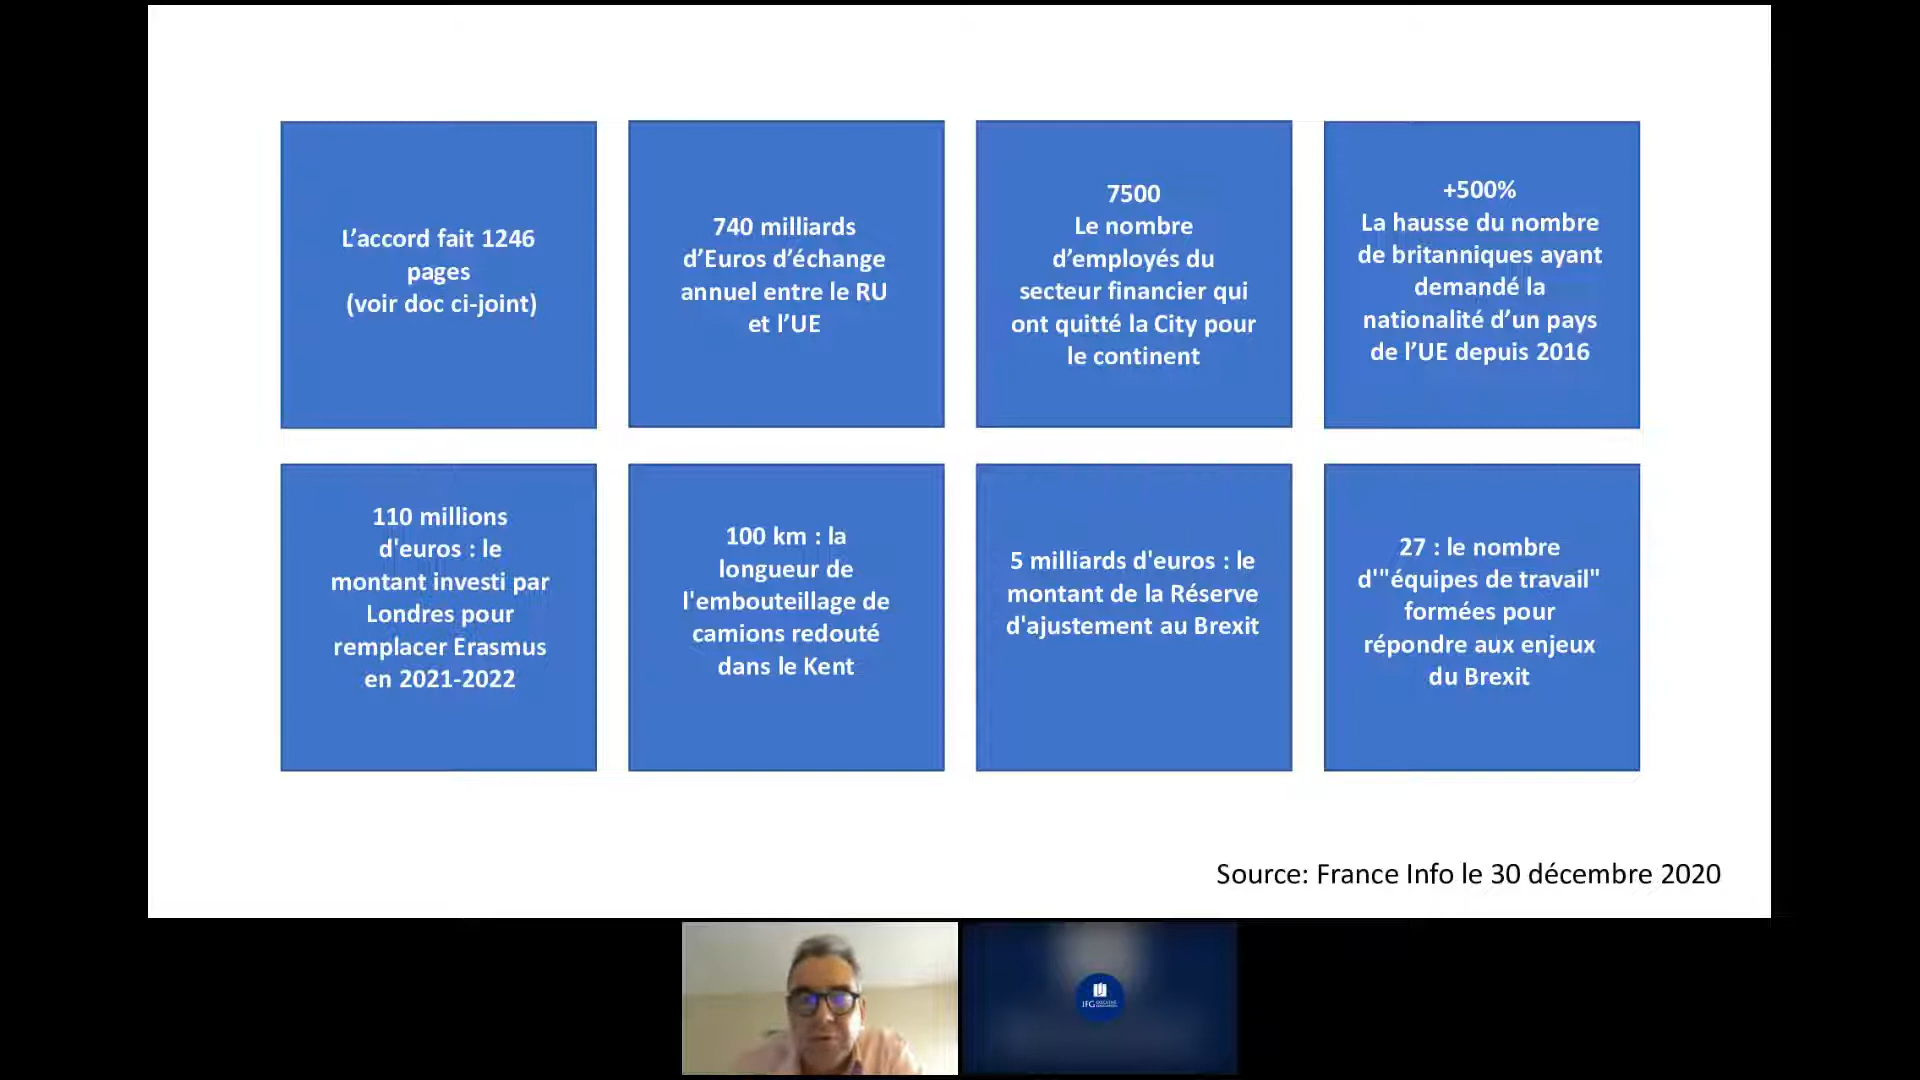 L’accord fait 1246
pages
(voir doc ci-joint)
740 milliards
d’Euros d’échange
annuel entre le RU
et l’UE
7500
Le nombre
d’employés du
secteur financier qui
ont quitté la City pour
le continent
+500%
La hausse du nombre
de britanniques ayant
demandé la
nationalité d’un pays
de l’UE depuis 2016
110 millions
d'euros : le
montant investi par
Londres pour
remplacer Erasmus
en 2021-2022
100 km : la
longueur de
l'embouteillage de
camions redouté
dans le Kent
5 milliards d'euros : le
montant de la Réserve
d'ajustement au Brexit
27 : le nombre
d'"équipes de travail"
formées pour
répondre aux enjeux
du Brexit
Source: France Info le 30 décembre 2020